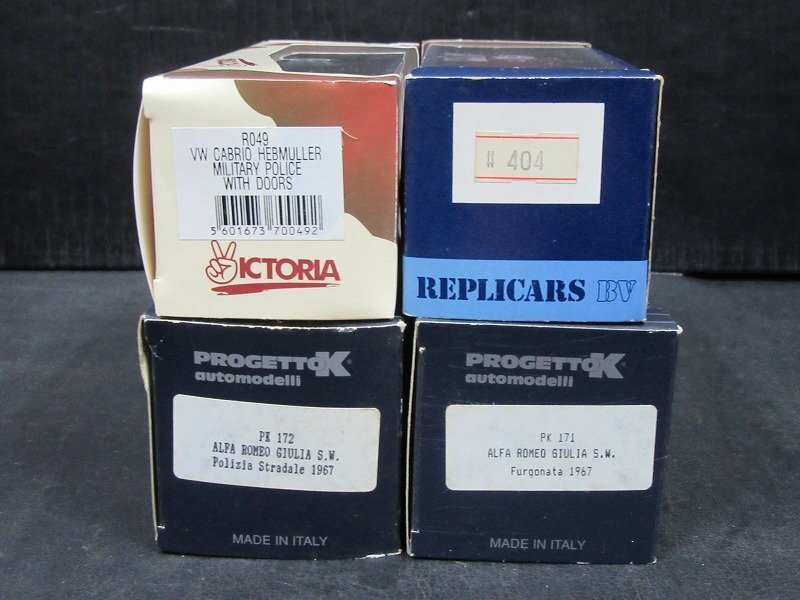 R049
VW CABRIO HEBMULLER
MILITARY POLICE
WITH DOORS
5 601673 700492
VICTORIA
# 404
REPLICARS BV
PROGETTO K
automodelli
PK 172
ALFA ROMEO GIULIA S.W.
Polizia Stradale 1967
MADE IN ITALY
PROGETTO K
automodelli
PK 171
ALFA ROMEO GIULIA S.W.
Furgonata 1967
MADE IN ITALY